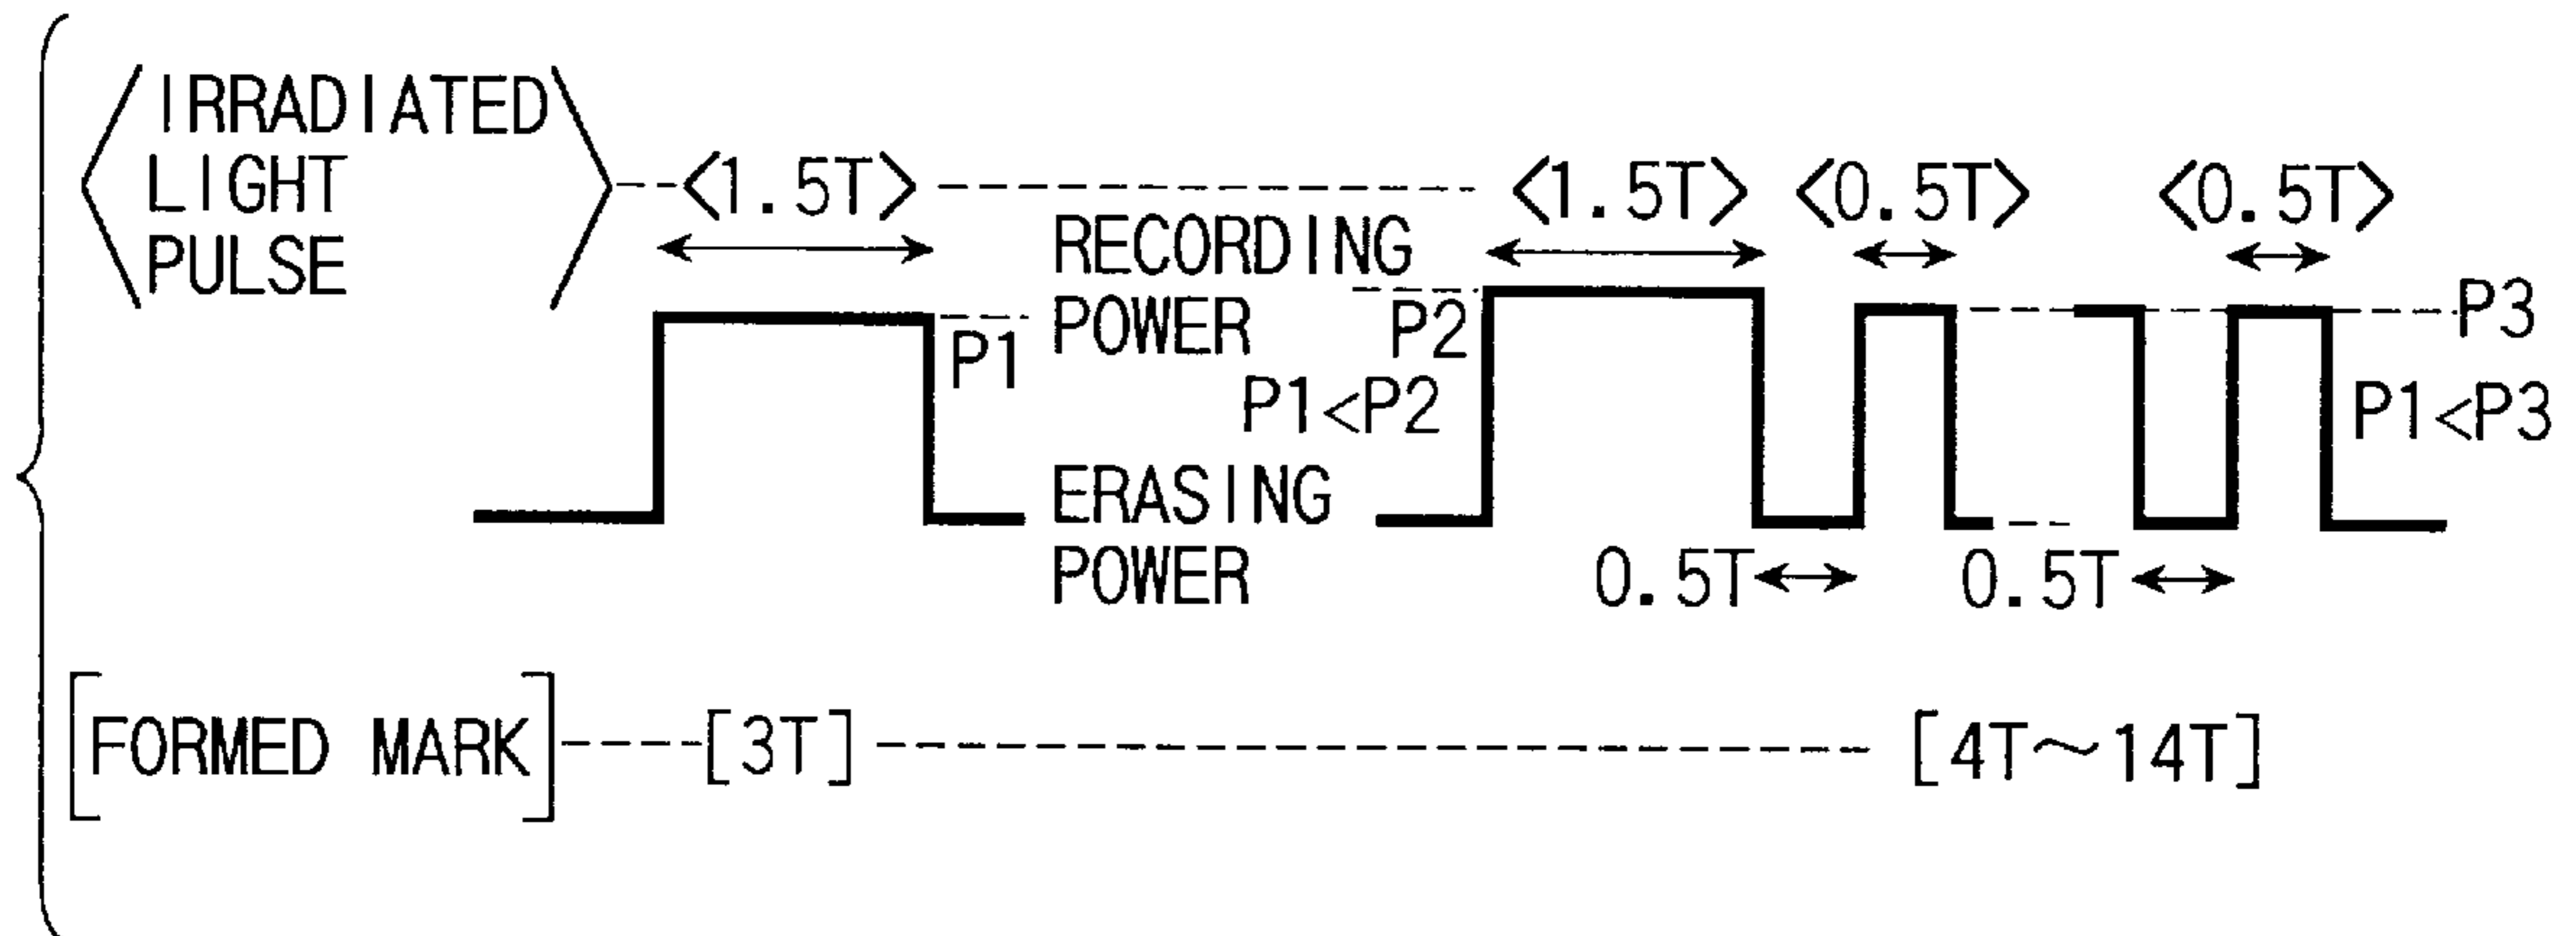 IRRADIATED
LIGHT
PULSE
<1.5T>
RECORDING
POWER
P1
P1<P2
P2
<1.5T>
<0.5T>
<0.5T>
P3
P1<P3
ERASING
POWER
0.5T
0.5T
[FORMED MARK]
[3T]
[4T~14T]